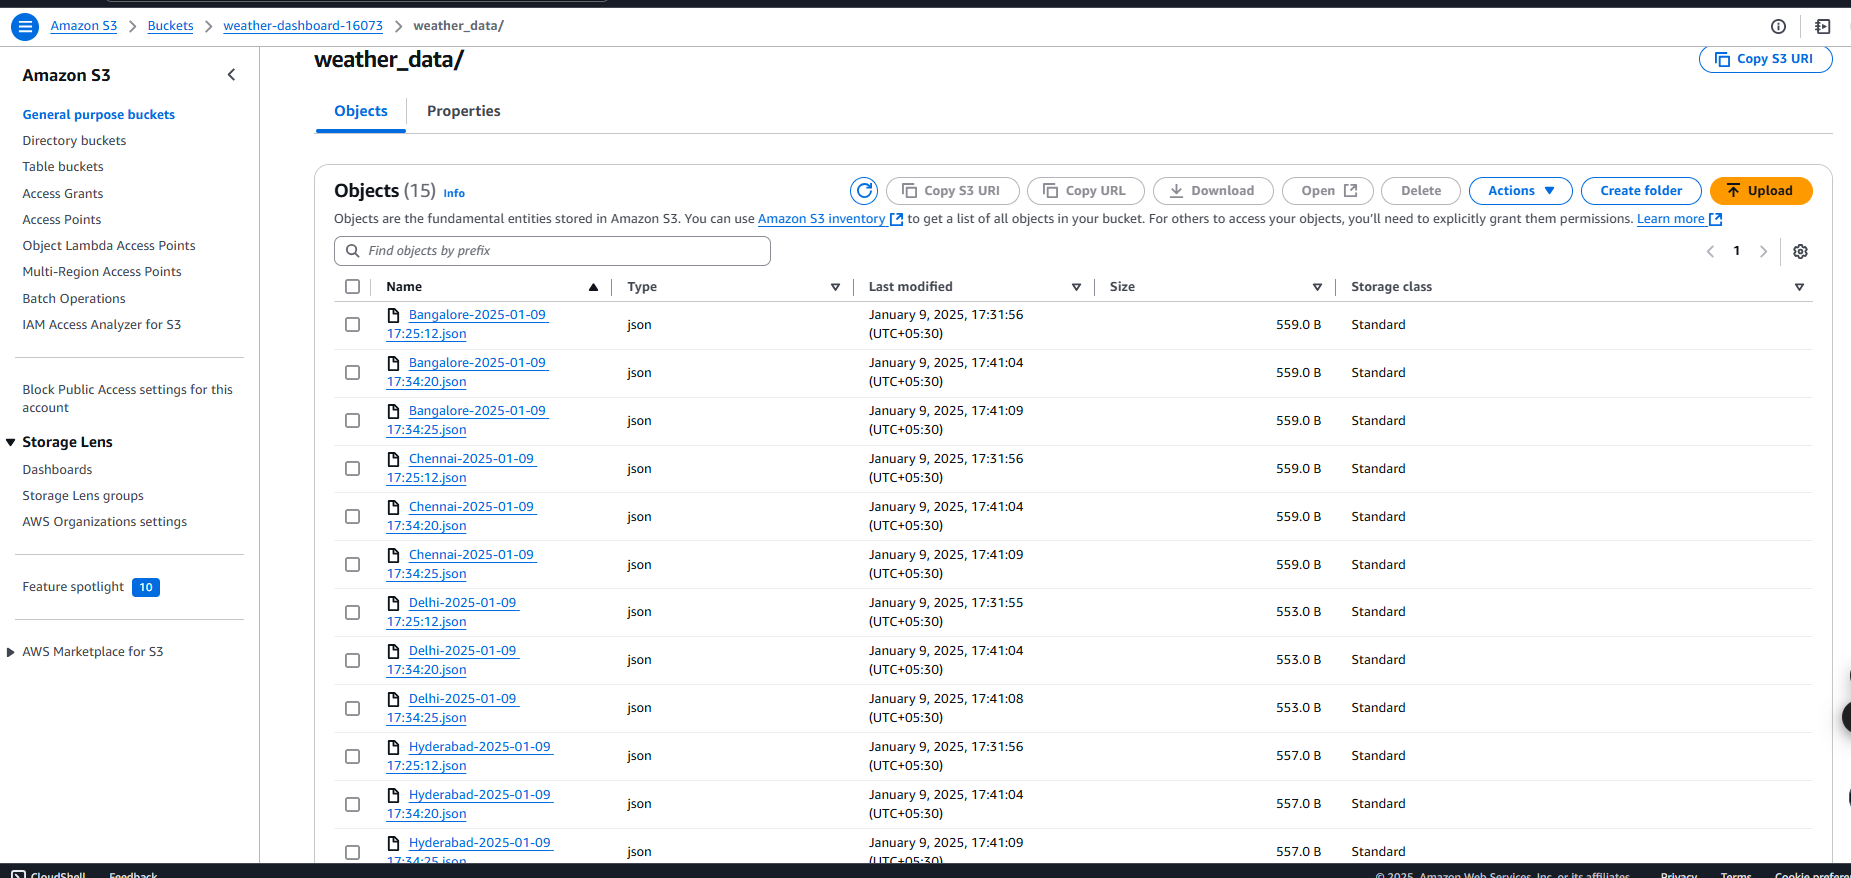 Amazon S3 > Buckets > weather-dashboard-16073 > weather_data/
Amazon S3
General purpose buckets
Directory buckets
Table buckets
Access Grants
Access Points
Object Lambda Access Points
Multi-Region Access Points
Batch Operations
IAM Access Analyzer for S3
Block Public Access settings for this
account
Storage Lens
Dashboards
Storage Lens groups
AWS Organizations settings
Feature spotlight 10
AWS Marketplace for S3
weather_data/
Copy S3 URI
Objects Properties
Objects (15) Info
Copy S3 URI Copy URL Download Open Delete Actions Create folder Upload
Objects are the fundamental entities stored in Amazon S3. You can use Amazon S3 inventory to get a list of all objects in your bucket. For others to access your objects, you'll need to explicitly grant them permissions. Learn more
Find objects by prefix
1
Name Type Last modified Size Storage class
Bangalore-2025-01-09 January 9, 2025, 17:31:56
17:25:12.json json (UTC+05:30) 559.0 B Standard
Bangalore-2025-01-09 January 9, 2025, 17:41:04
17:34:20.json json (UTC+05:30) 559.0 B Standard
Bangalore-2025-01-09 January 9, 2025, 17:41:09
17:34:25.json json (UTC+05:30) 559.0 B Standard
Chennai-2025-01-09 January 9, 2025, 17:31:56
17:25:12.json json (UTC+05:30) 559.0 B Standard
Chennai-2025-01-09 January 9, 2025, 17:41:04
17:34:20.json json (UTC+05:30) 559.0 B Standard
Chennai-2025-01-09 January 9, 2025, 17:41:09
17:34:25.json json (UTC+05:30) 559.0 B Standard
Delhi-2025-01-09 January 9, 2025, 17:31:55
17:25:12.json json (UTC+05:30) 553.0 B Standard
Delhi-2025-01-09 January 9, 2025, 17:41:04
17:34:20.json json (UTC+05:30) 553.0 B Standard
Delhi-2025-01-09 January 9, 2025, 17:41:08
17:34:25.json json (UTC+05:30) 553.0 B Standard
Hyderabad-2025-01-09 January 9, 2025, 17:31:56
17:25:12.json json (UTC+05:30) 557.0 B Standard
Hyderabad-2025-01-09 January 9, 2025, 17:41:04
17:34:20.json json (UTC+05:30) 557.0 B Standard
Hyderabad-2025-01-09 January 9, 2025, 17:41:09
17:34:25.json json (UTC+05:30) 557.0 B Standard
CloudShell Feedback © 2025, Amazon Web Services, Inc. or its affiliates. Privacy Terms Cookie